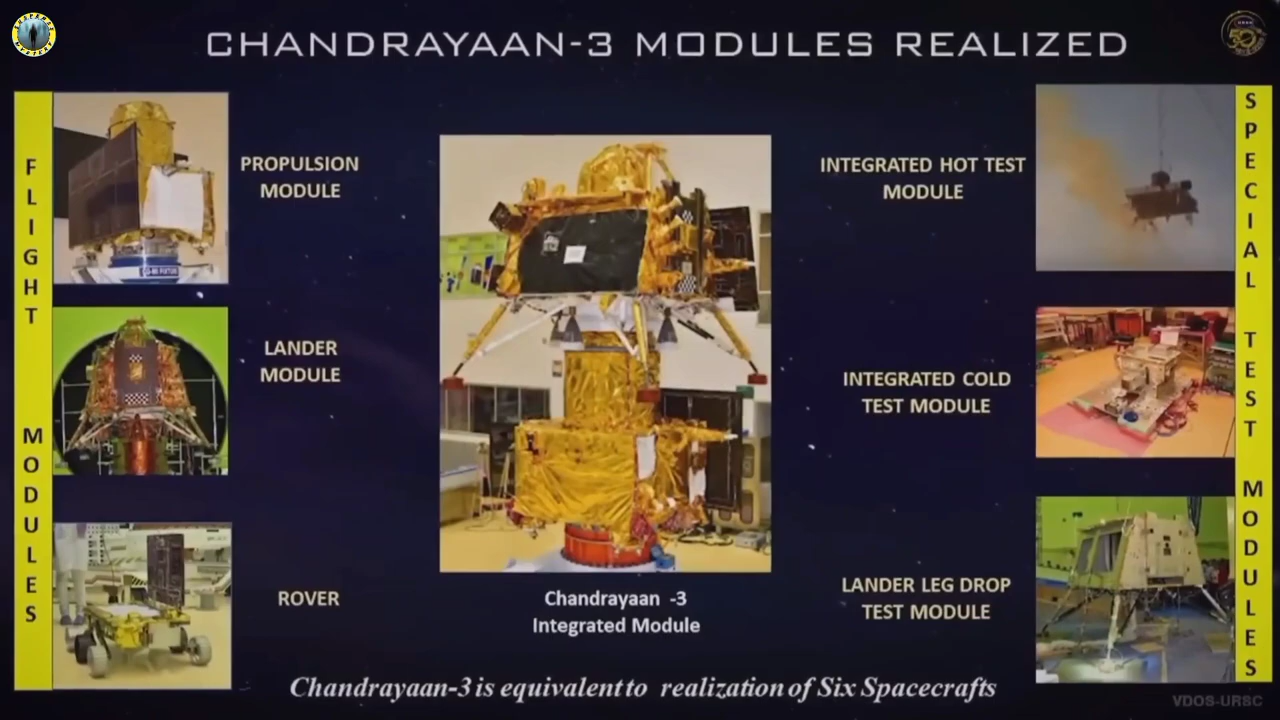 CHANDRAYAAN-3 MODULES REALIZED
FLIGHT MODULES
PROPULSION
MODULE
LANDER
MODULE
ROVER
Chandrayaan -3
Integrated Module
INTEGRATED HOT TEST
MODULE
INTEGRATED COLD
TEST MODULE
LANDER LEG DROP
TEST MODULE
SPECIAL TEST MODULES
Chandrayaan-3 is equivalent to realization of Six Spacecrafts
VDOS-URSC